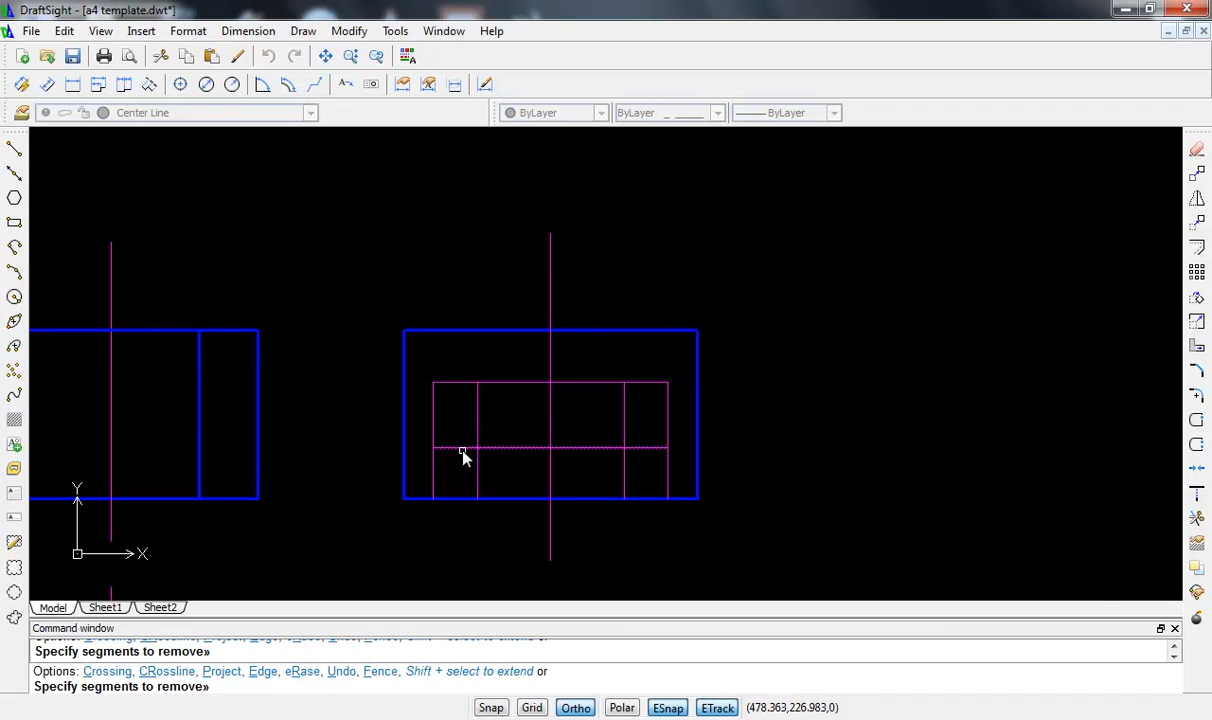 DraftSight - [a4 template.dwt*]
File Edit View Insert Format Dimension Draw Modify Tools Window Help
Center Line ByLayer ByLayer ByLayer
Y
X
Model Sheet1 Sheet2
Command window
Specify segments to remove»
Options: Crossing, CRossline, Project, Edge, eRase, Undo, Fence, Shift + select to extend or
Specify segments to remove»
Snap Grid Ortho Polar ESnap ETrack (478.363,226.983,0)